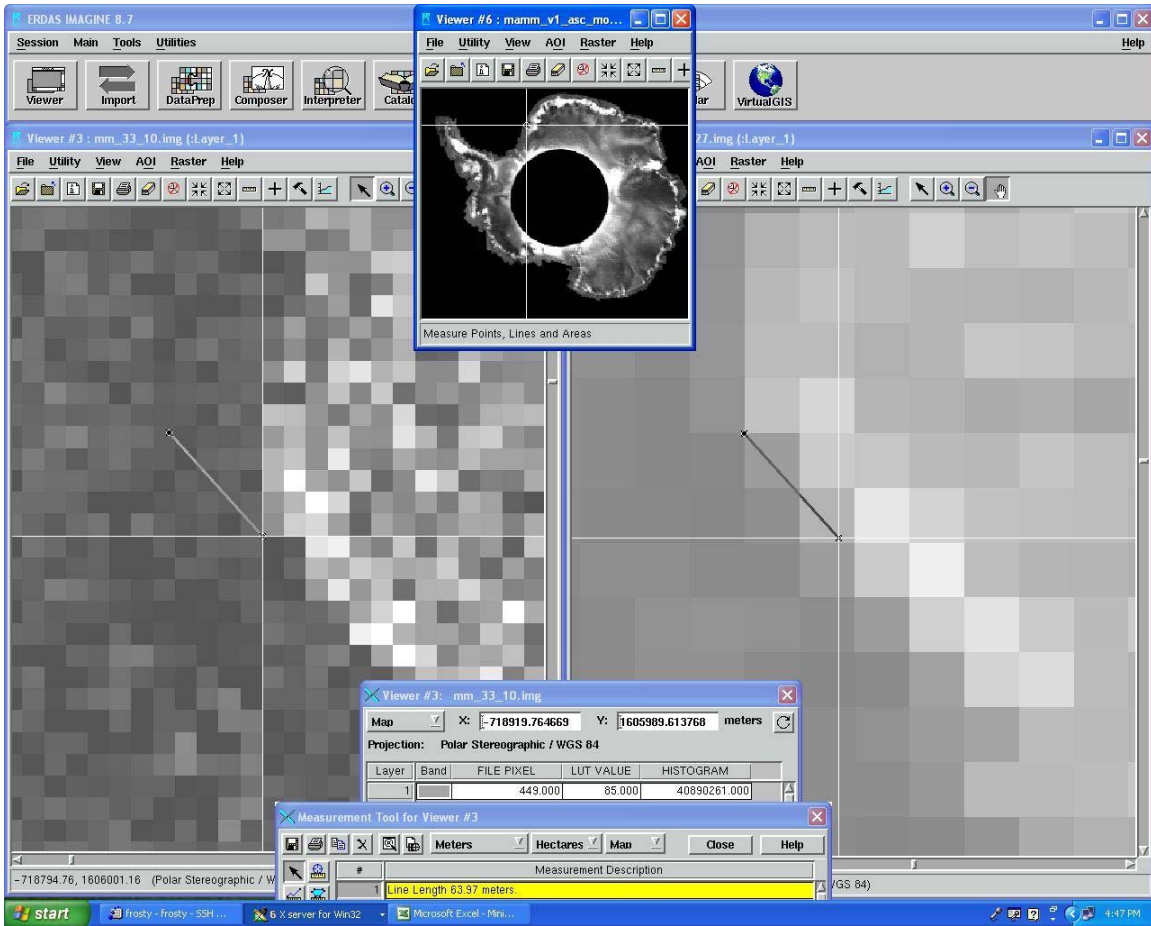 ERDAS IMAGINE 8.7
Session Main Tools Utilities
Help
Viewer
Import
DataPrep
Composer
Interpreter
VirtualGIS
Viewer #6 : mamm_v1_asc_mo...
File Utility View AOI Raster Help
Measure Points, Lines and Areas
Viewer #3 : mm_33_10.img (:Layer_1)
File Utility View AOI Raster Help
27.img (:Layer_1)
AOI Raster Help
Viewer #3: mm_33_10.img
Map X: -718919.764669 Y: 1605989.613768 meters
Projection: Polar Stereographic / WGS 84
Layer Band FILE PIXEL LUT VALUE HISTOGRAM
1 449.000 85.000 40890261.000
Measurement Tool for Viewer #3
Meters Hectares Map Close Help
# Measurement Description
1 Line Length 63.97 meters.
-718794.76, 1606001.16 (Polar Stereographic / W
/GS 84)
start
frosty - frosty - SSH ...
6 X server for Win32
Microsoft Excel - Mini...
4:47 PM